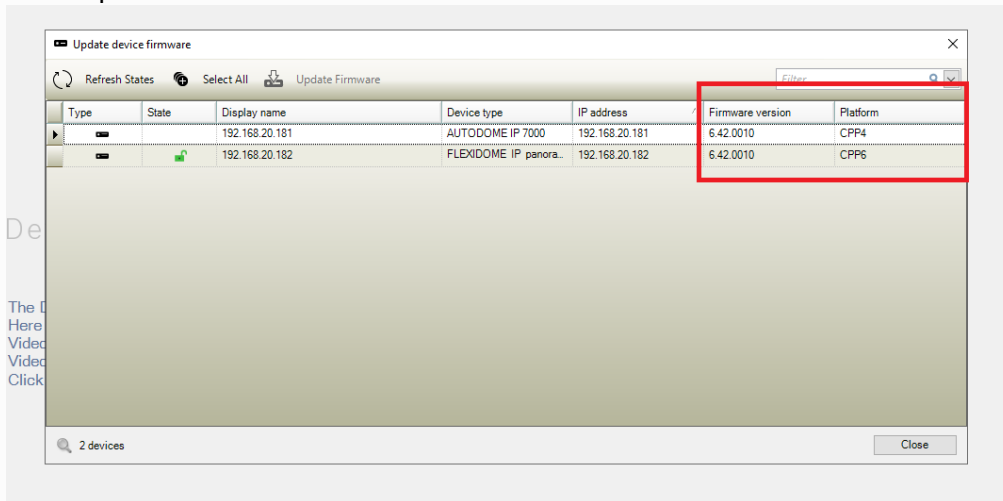 Update device firmware
Refresh States Select All Update Firmware Filter
Type State Display name Device type IP address Firmware version Platform
192.168.20.181 AUTODOME IP 7000 192.168.20.181 6.42.0010 CPP4
192.168.20.182 FLEXIDOME IP panora... 192.168.20.182 6.42.0010 CPP6
De
The D
Here
Videc
Videc
Click
2 devices Close